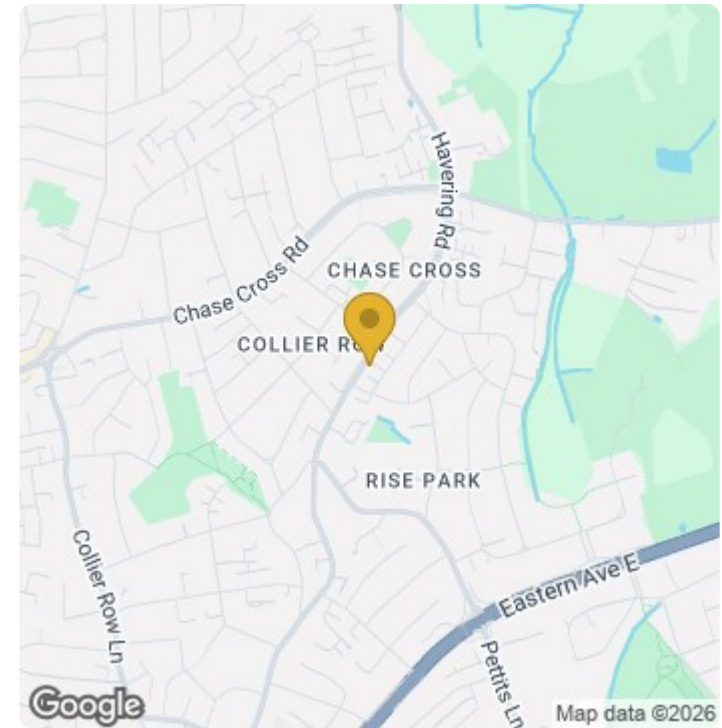 Havering Rd
CHASE CROSS
Chase Cross Rd
COLLIER ROW
RISE PARK
Collier Row Ln
Eastern Ave E
Pettits Ln
Google
Map data ©2026